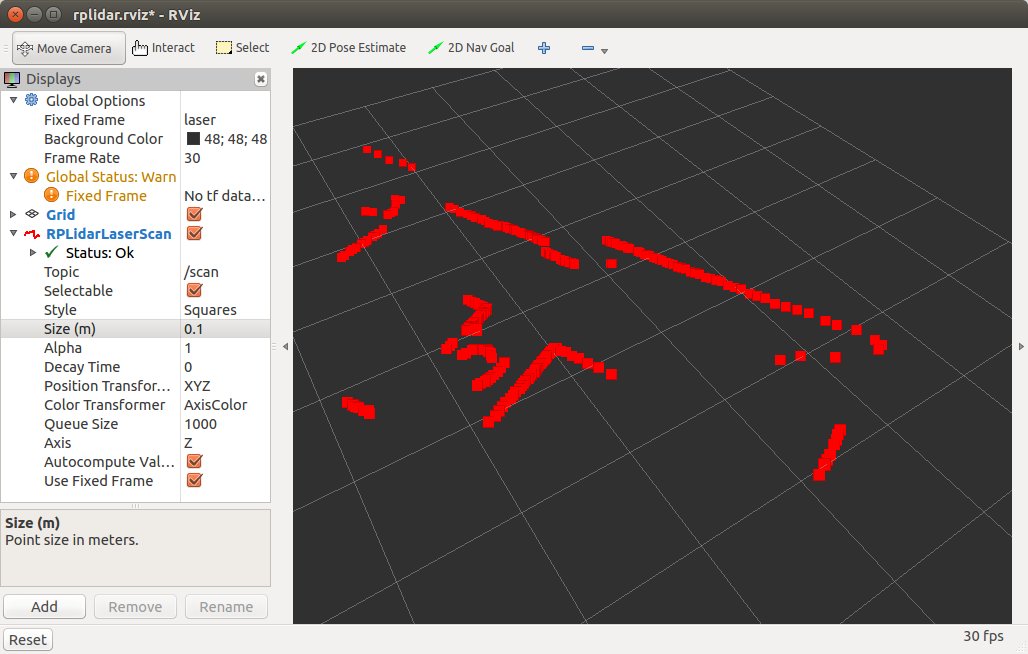 rplidar.rviz* - RViz
Move Camera Interact Select 2D Pose Estimate 2D Nav Goal
Displays
Global Options
Fixed Frame laser
Background Color 48; 48; 48
Frame Rate 30
Global Status: Warn
Fixed Frame No tf data...
Grid
RPLidarLaserScan
Status: Ok
Topic /scan
Selectable
Style Squares
Size (m) 0.1
Alpha 1
Decay Time 0
Position Transfor... XYZ
Color Transformer AxisColor
Queue Size 1000
Axis Z
Autocompute Val...
Use Fixed Frame
Size (m)
Point size in meters.
Add Remove Rename
Reset 30 fps